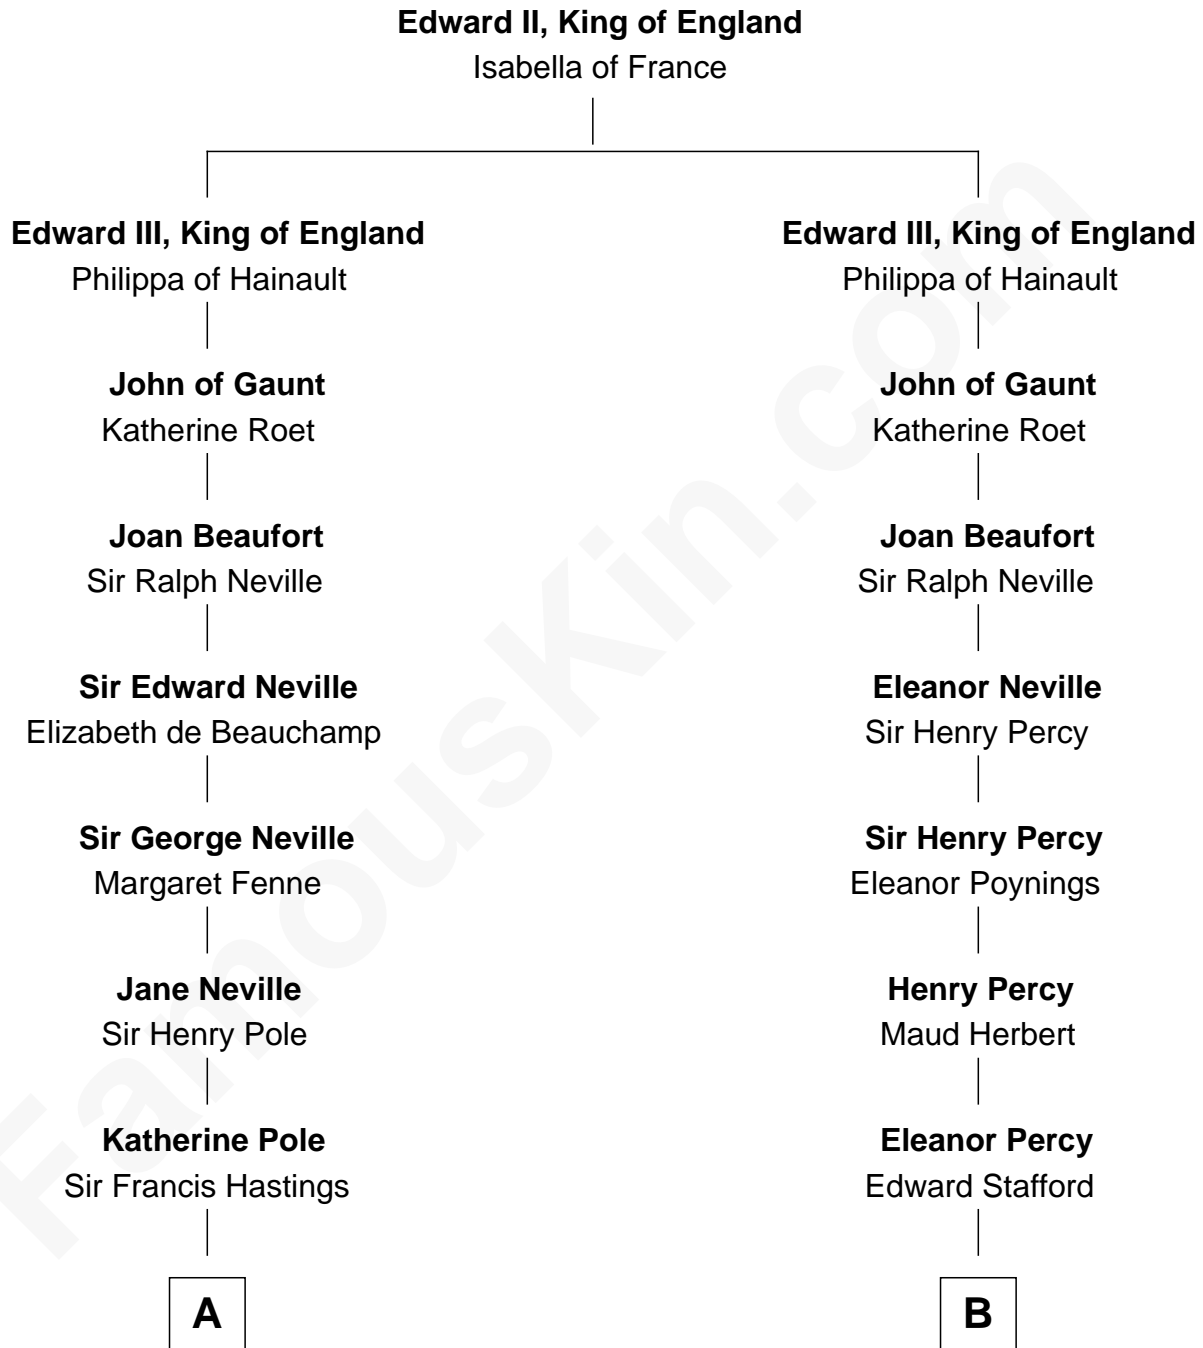 Edward II, King of England
Isabella of France
Edward III, King of England
Philippa of Hainault
John of Gaunt
Katherine Roet
Joan Beaufort
Sir Ralph Neville
Sir Edward Neville
Elizabeth de Beauchamp
Sir George Neville
Margaret Fenne
Jane Neville
Sir Henry Pole
Katherine Pole
Sir Francis Hastings
A
Edward III, King of England
Philippa of Hainault
John of Gaunt
Katherine Roet
Joan Beaufort
Sir Ralph Neville
Eleanor Neville
Sir Henry Percy
Sir Henry Percy
Eleanor Poynings
Henry Percy
Maud Herbert
Eleanor Percy
Edward Stafford
B
FamousKin.com